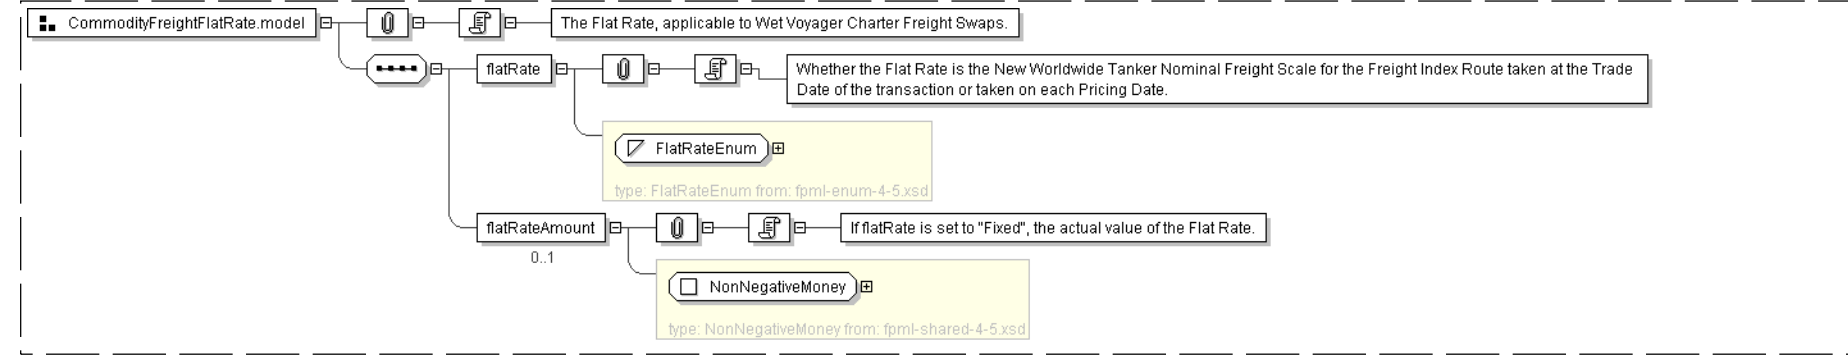 CommodityFreightFlatRate.model
The Flat Rate, applicable to Wet Voyager Charter Freight Swaps.
flatRate
Whether the Flat Rate is the New Worldwide Tanker Nominal Freight Scale for the Freight Index Route taken at the Trade
Date of the transaction or taken on each Pricing Date.
FlatRateEnum
type: FlatRateEnum from: fpml-enum-4-5.xsd
flatRateAmount
If flatRate is set to "Fixed", the actual value of the Flat Rate.
0..1
NonNegativeMoney
type: NonNegativeMoney from: fpml-shared-4-5.xsd